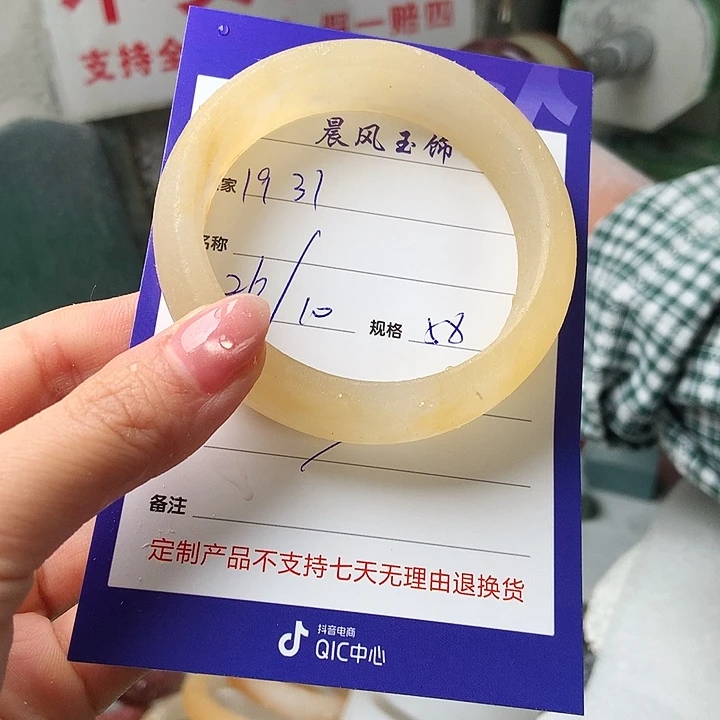 假一赔四
支持全
晨风玉饰
家 1931
名称
26/10 规格 58
备注
定制产品不支持七天无理由退换货
抖音电商
QIC中心